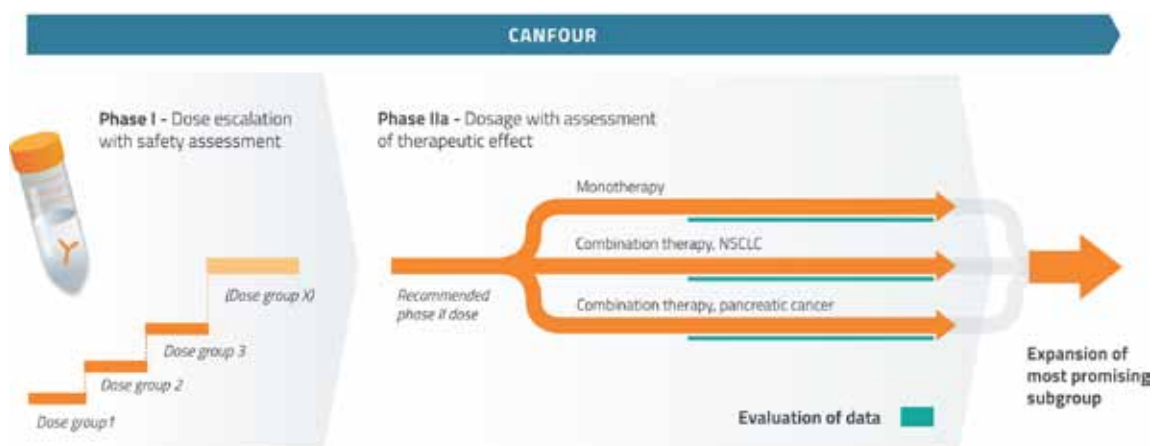 CANFOUR
Phase I - Dose escalation
with safety assessment
Phase IIa - Dosage with assessment
of therapeutic effect
Monotherapy
Combination therapy, NSCLC
Combination therapy, pancreatic cancer
Recommended
phase II dose
(Dose group X)
Dose group 3
Dose group 2
Dose group 1
Expansion of
most promising
subgroup
Evaluation of data